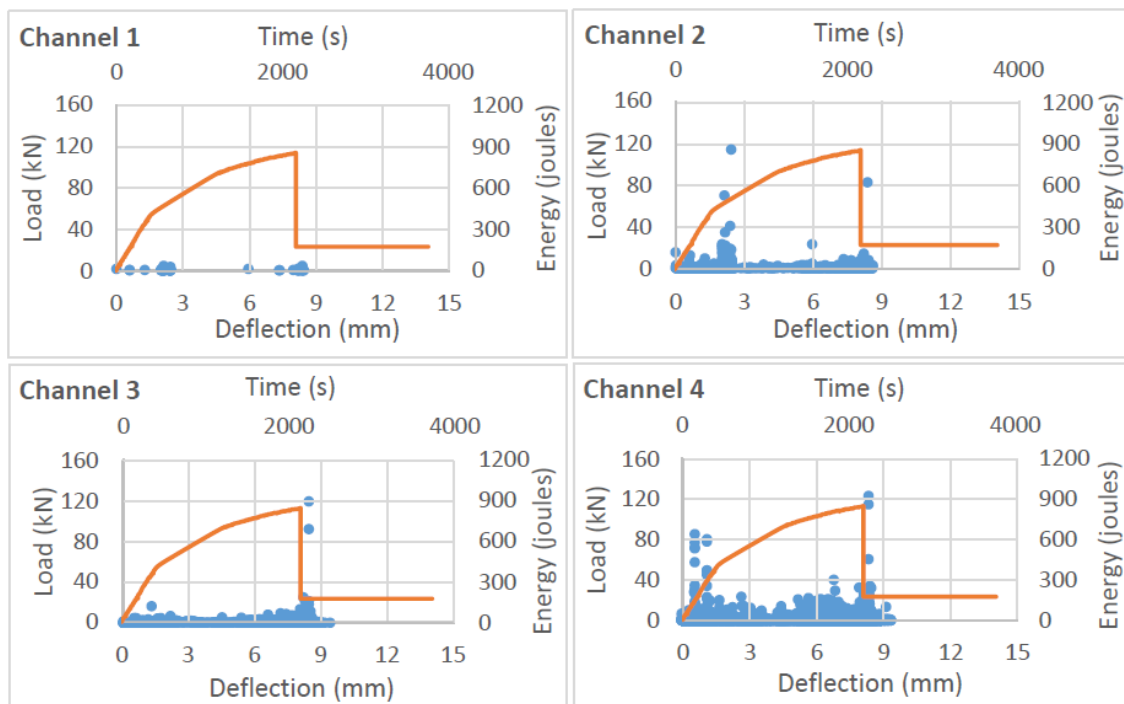 Channel 1
Time (s)
0 2000 4000
160 1200
120 900
80 600
40 300
0 0
Load (kN)
Energy (joules)
0 3 6 9 12 15
Deflection (mm)
Channel 2
Time (s)
0 2000 4000
160 1200
120 900
80 600
40 300
0 0
Load (kN)
Energy (joules)
0 3 6 9 12 15
Deflection (mm)
Channel 3
Time (s)
0 2000 4000
160 1200
120 900
80 600
40 300
0 0
Load (kN)
Energy (joules)
0 3 6 9 12 15
Deflection (mm)
Channel 4
Time (s)
0 2000 4000
160 1200
120 900
80 600
40 300
0 0
Load (kN)
Energy (joules)
0 3 6 9 12 15
Deflection (mm)